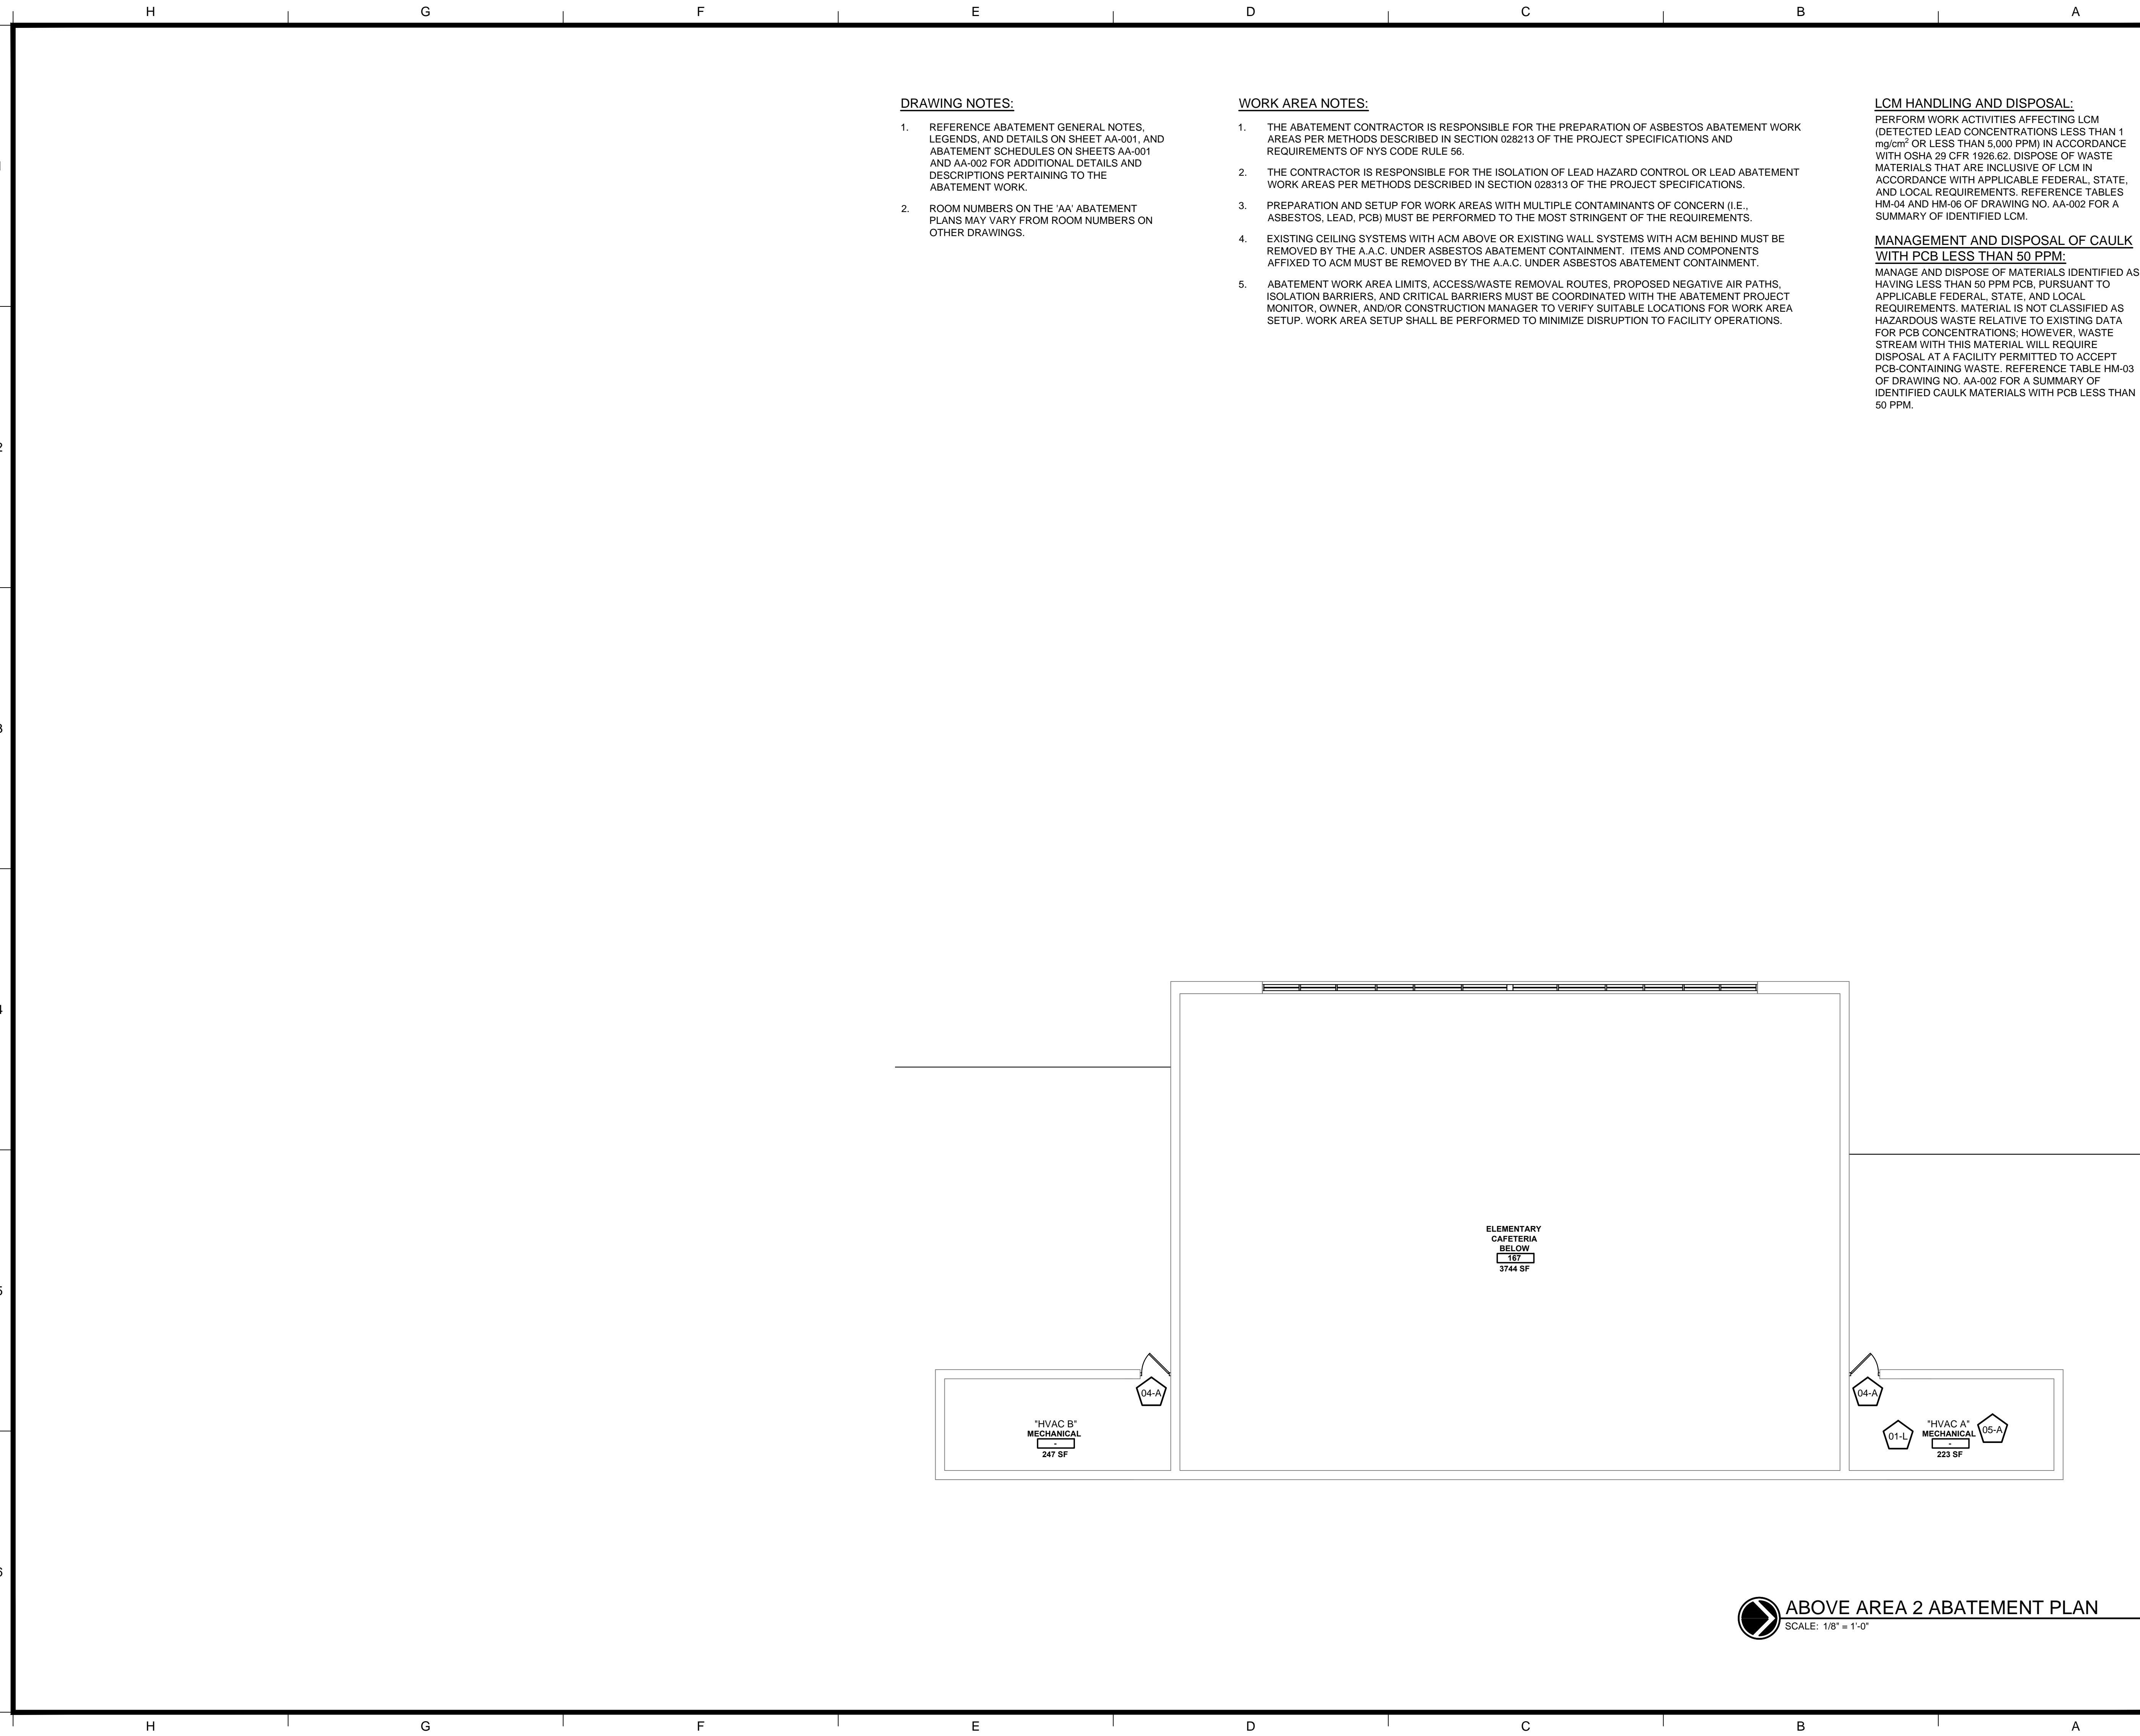 H G F E D C B A
DRAWING NOTES:
1. REFERENCE ABATEMENT GENERAL NOTES,
LEGENDS, AND DETAILS ON SHEET AA-001, AND
ABATEMENT SCHEDULES ON SHEETS AA-001
AND AA-002 FOR ADDITIONAL DETAILS AND
DESCRIPTIONS PERTAINING TO THE
ABATEMENT WORK.
2. ROOM NUMBERS ON THE 'AA' ABATEMENT
PLANS MAY VARY FROM ROOM NUMBERS ON
OTHER DRAWINGS.
WORK AREA NOTES:
1. THE ABATEMENT CONTRACTOR IS RESPONSIBLE FOR THE PREPARATION OF ASBESTOS ABATEMENT WORK
AREAS PER METHODS DESCRIBED IN SECTION 028213 OF THE PROJECT SPECIFICATIONS AND
REQUIREMENTS OF NYS CODE RULE 56.
2. THE CONTRACTOR IS RESPONSIBLE FOR THE ISOLATION OF LEAD HAZARD CONTROL OR LEAD ABATEMENT
WORK AREAS PER METHODS DESCRIBED IN SECTION 028313 OF THE PROJECT SPECIFICATIONS.
3. PREPARATION AND SETUP FOR WORK AREAS WITH MULTIPLE CONTAMINANTS OF CONCERN (I.E.,
ASBESTOS, LEAD, PCB) MUST BE PERFORMED TO THE MOST STRINGENT OF THE REQUIREMENTS.
4. EXISTING CEILING SYSTEMS WITH ACM ABOVE OR EXISTING WALL SYSTEMS WITH ACM BEHIND MUST BE
REMOVED BY THE A.A.C. UNDER ASBESTOS ABATEMENT CONTAINMENT. ITEMS AND COMPONENTS
AFFIXED TO ACM MUST BE REMOVED BY THE A.A.C. UNDER ASBESTOS ABATEMENT CONTAINMENT.
5. ABATEMENT WORK AREA LIMITS, ACCESS/WASTE REMOVAL ROUTES, PROPOSED NEGATIVE AIR PATHS,
ISOLATION BARRIERS, AND CRITICAL BARRIERS MUST BE COORDINATED WITH THE ABATEMENT PROJECT
MONITOR, OWNER, AND/OR CONSTRUCTION MANAGER TO VERIFY SUITABLE LOCATIONS FOR WORK AREA
SETUP. WORK AREA SETUP SHALL BE PERFORMED TO MINIMIZE DISRUPTION TO FACILITY OPERATIONS.
LCM HANDLING AND DISPOSAL:
PERFORM WORK ACTIVITIES AFFECTING LCM
(DETECTED LEAD CONCENTRATIONS LESS THAN 1
mg/cm² OR LESS THAN 5,000 PPM) IN ACCORDANCE
WITH OSHA 29 CFR 1926.62. DISPOSE OF WASTE
MATERIALS THAT ARE INCLUSIVE OF LCM IN
ACCORDANCE WITH APPLICABLE FEDERAL, STATE,
AND LOCAL REQUIREMENTS. REFERENCE TABLES
HM-04 AND HM-06 OF DRAWING NO. AA-002 FOR A
SUMMARY OF IDENTIFIED LCM.
MANAGEMENT AND DISPOSAL OF CAULK
WITH PCB LESS THAN 50 PPM:
MANAGE AND DISPOSE OF MATERIALS IDENTIFIED AS
HAVING LESS THAN 50 PPM PCB, PURSUANT TO
APPLICABLE FEDERAL, STATE, AND LOCAL
REQUIREMENTS. MATERIAL IS NOT CLASSIFIED AS
HAZARDOUS WASTE RELATIVE TO EXISTING DATA
FOR PCB CONCENTRATIONS; HOWEVER, WASTE
STREAM WITH THIS MATERIAL WILL REQUIRE
DISPOSAL AT A FACILITY PERMITTED TO ACCEPT
PCB-CONTAINING WASTE. REFERENCE TABLE HM-03
OF DRAWING NO. AA-002 FOR A SUMMARY OF
IDENTIFIED CAULK MATERIALS WITH PCB LESS THAN
50 PPM.
ELEMENTARY
CAFETERIA
BELOW
167
3744 SF
04-A
"HVAC B"
MECHANICAL
-
247 SF
04-A
01-L
"HVAC A"
MECHANICAL
-
223 SF
05-A
ABOVE AREA 2 ABATEMENT PLAN
SCALE: 1/8" = 1'-0"
H G F E D C B A